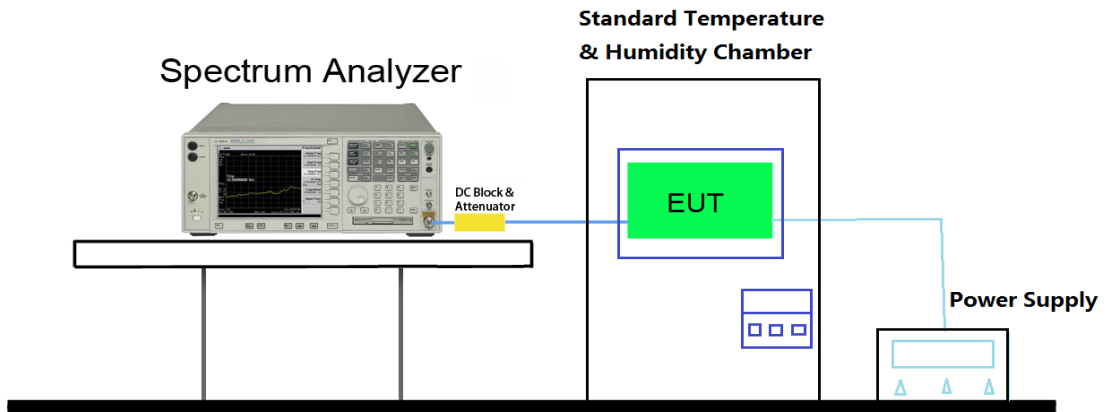 Standard Temperature
& Humidity Chamber
Spectrum Analyzer
DC Block &
Attenuator
EUT
Power Supply